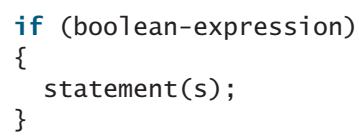 if (boolean-expression)
{
  statement(s);
}